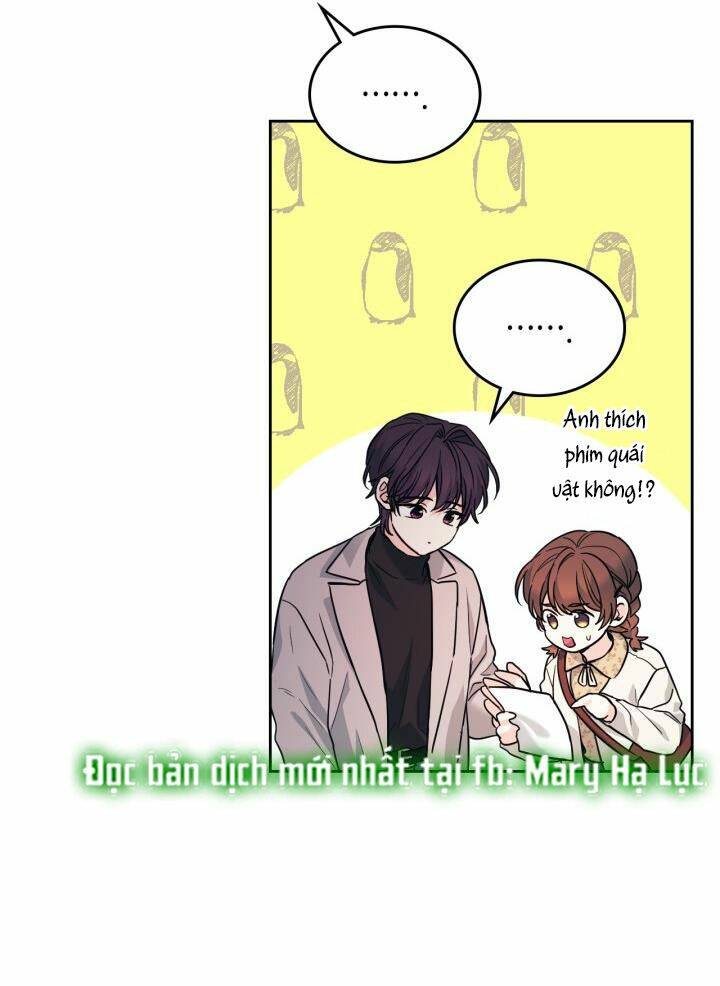 .......
.......
Anh thích
phim quái
vật không!?
Đọc bản dịch mới nhất tại fb: Mary Hạ Lục